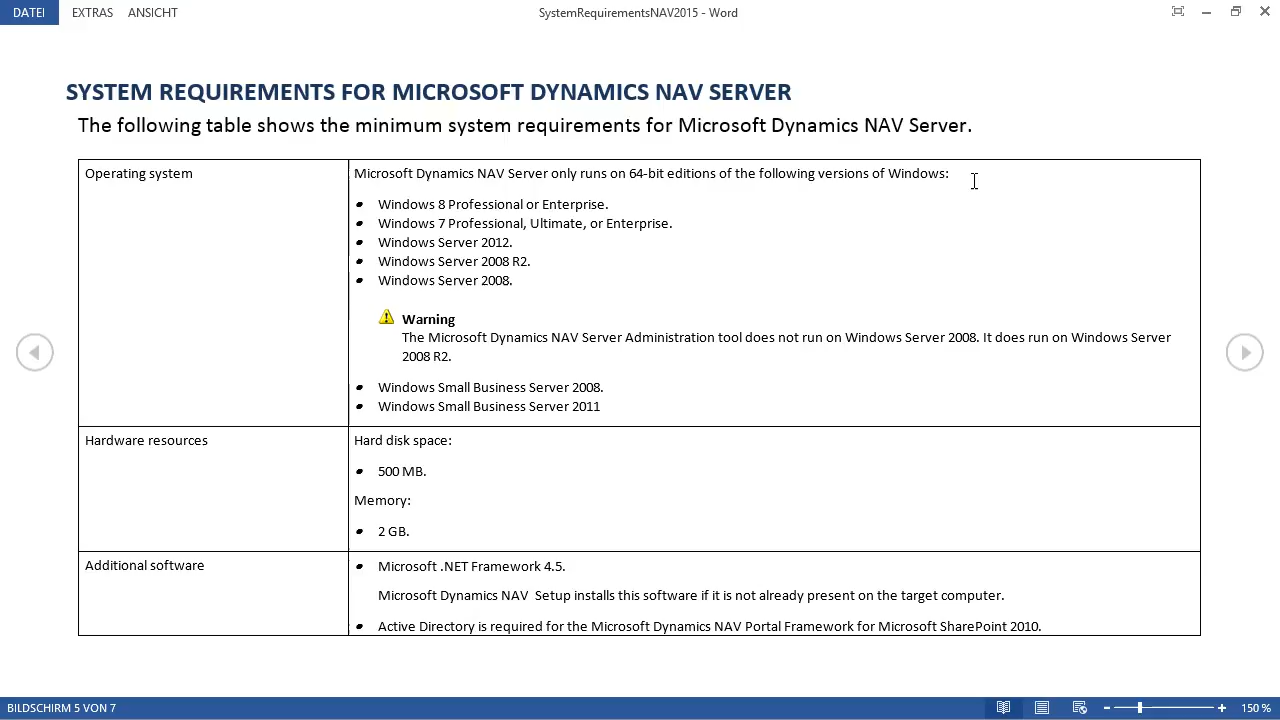 DATEI EXTRAS ANSICHT SystemRequirementsNAV2015 - Word
SYSTEM REQUIREMENTS FOR MICROSOFT DYNAMICS NAV SERVER
The following table shows the minimum system requirements for Microsoft Dynamics NAV Server.
Operating system
Microsoft Dynamics NAV Server only runs on 64-bit editions of the following versions of Windows:
• Windows 8 Professional or Enterprise.
• Windows 7 Professional, Ultimate, or Enterprise.
• Windows Server 2012.
• Windows Server 2008 R2.
• Windows Server 2008.
Warning
The Microsoft Dynamics NAV Server Administration tool does not run on Windows Server 2008. It does run on Windows Server
2008 R2.
• Windows Small Business Server 2008.
• Windows Small Business Server 2011
Hardware resources
Hard disk space:
• 500 MB.
Memory:
• 2 GB.
Additional software
• Microsoft .NET Framework 4.5.
Microsoft Dynamics NAV  Setup installs this software if it is not already present on the target computer.
• Active Directory is required for the Microsoft Dynamics NAV Portal Framework for Microsoft SharePoint 2010.
BILDSCHIRM 5 VON 7 150 %